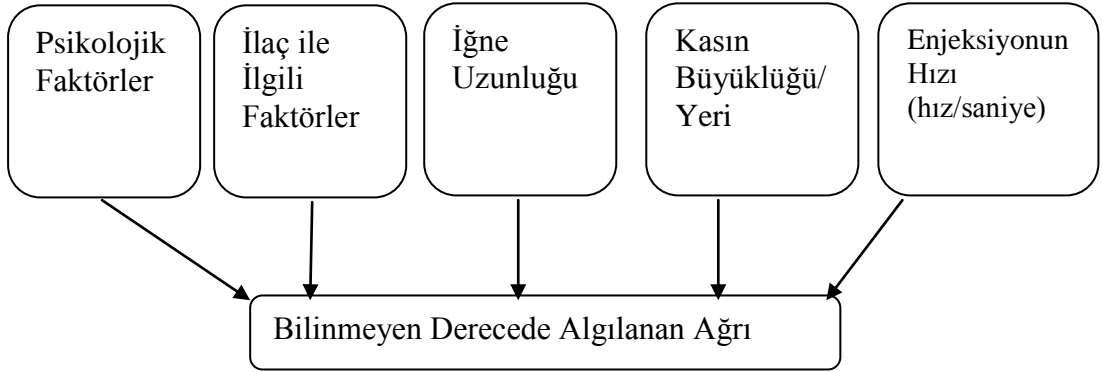 Psikolojik
Faktörler
İlaç ile
İlgili
Faktörler
İğne
Uzunluğu
Kasın
Büyüklüğü/
Yeri
Enjeksiyonun
Hızı
(hız/saniye)
Bilinmeyen Derecede Algılanan Ağrı